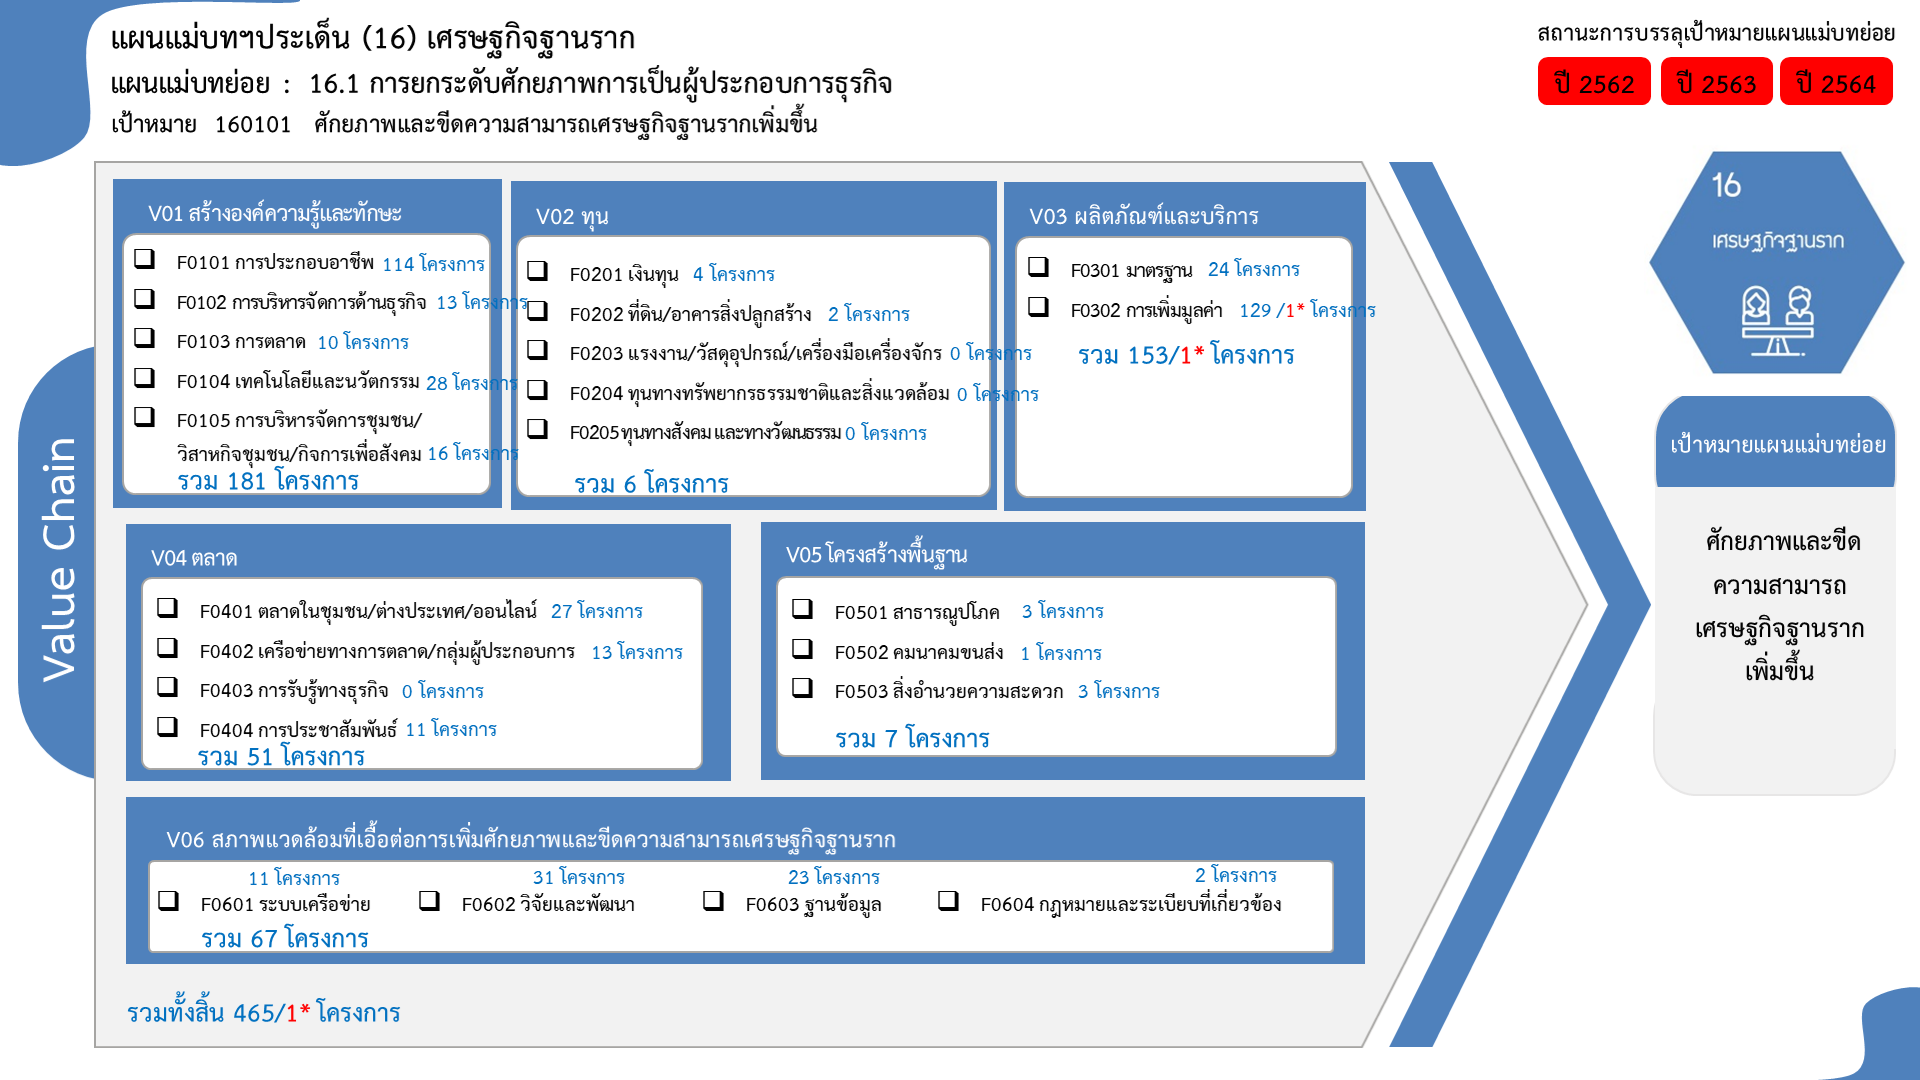 แผนแม่บทฯประเด็น (16) เศรษฐกิจฐานราก
แผนแม่บทย่อย : 16.1 การยกระดับศักยภาพการเป็นผู้ประกอบการธุรกิจ
เป้าหมาย 160101 ศักยภาพและขีดความสามารถเศรษฐกิจฐานรากเพิ่มขึ้น
สถานะการบรรลุเป้าหมายแผนแม่บทย่อย
ปี 2562 ปี 2563 ปี 2564
Value Chain
V01 สร้างองค์ความรู้และทักษะ
F0101 การประกอบอาชีพ 114 โครงการ
F0102 การบริหารจัดการด้านธุรกิจ 13 โครงการ
F0103 การตลาด 10 โครงการ
F0104 เทคโนโลยีและนวัตกรรม 28 โครงการ
F0105 การบริหารจัดการชุมชน/
วิสาหกิจชุมชน/กิจการเพื่อสังคม 16 โครงการ
รวม 181 โครงการ
V02 ทุน
F0201 เงินทุน 4 โครงการ
F0202 ที่ดิน/อาคารสิ่งปลูกสร้าง 2 โครงการ
F0203 แรงงาน/วัสดุอุปกรณ์/เครื่องมือเครื่องจักร 0 โครงการ
F0204 ทุนทางทรัพยากรธรรมชาติและสิ่งแวดล้อม 0 โครงการ
F0205 ทุนทางสังคม และทางวัฒนธรรม 0 โครงการ
รวม 6 โครงการ
V03 ผลิตภัณฑ์และบริการ
F0301 มาตรฐาน 24 โครงการ
F0302 การเพิ่มมูลค่า 129 /1* โครงการ
รวม 153/1* โครงการ
V04 ตลาด
F0401 ตลาดในชุมชน/ต่างประเทศ/ออนไลน์ 27 โครงการ
F0402 เครือข่ายทางการตลาด/กลุ่มผู้ประกอบการ 13 โครงการ
F0403 การรับรู้ทางธุรกิจ 0 โครงการ
F0404 การประชาสัมพันธ์ 11 โครงการ
รวม 51 โครงการ
V05 โครงสร้างพื้นฐาน
F0501 สาธารณูปโภค 3 โครงการ
F0502 คมนาคมขนส่ง 1 โครงการ
F0503 สิ่งอำนวยความสะดวก 3 โครงการ
รวม 7 โครงการ
V06 สภาพแวดล้อมที่เอื้อต่อการเพิ่มศักยภาพและขีดความสามารถเศรษฐกิจฐานราก
11 โครงการ 31 โครงการ 23 โครงการ 2 โครงการ
F0601 ระบบเครือข่าย F0602 วิจัยและพัฒนา F0603 ฐานข้อมูล F0604 กฎหมายและระเบียบที่เกี่ยวข้อง
รวม 67 โครงการ
รวมทั้งสิ้น 465/1* โครงการ
16
เศรษฐกิจฐานราก
เป้าหมายแผนแม่บทย่อย
ศักยภาพและขีด
ความสามารถ
เศรษฐกิจฐานราก
เพิ่มขึ้น